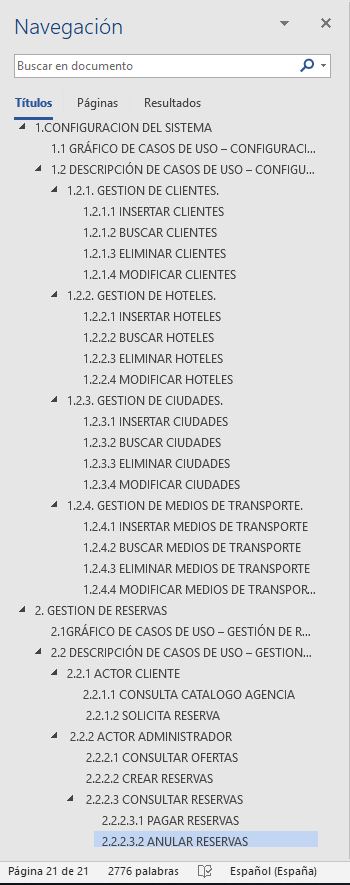 Navegación
Buscar en documento
Títulos Páginas Resultados
1.CONFIGURACION DEL SISTEMA
1.1 GRÁFICO DE CASOS DE USO – CONFIGURACI...
1.2 DESCRIPCIÓN DE CASOS DE USO – CONFIGU...
1.2.1. GESTION DE CLIENTES.
1.2.1.1 INSERTAR CLIENTES
1.2.1.2 BUSCAR CLIENTES
1.2.1.3 ELIMINAR CLIENTES
1.2.1.4 MODIFICAR CLIENTES
1.2.2. GESTION DE HOTELES.
1.2.2.1 INSERTAR HOTELES
1.2.2.2 BUSCAR HOTELES
1.2.2.3 ELIMINAR HOTELES
1.2.2.4 MODIFICAR HOTELES
1.2.3. GESTION DE CIUDADES.
1.2.3.1 INSERTAR CIUDADES
1.2.3.2 BUSCAR CIUDADES
1.2.3.3 ELIMINAR CIUDADES
1.2.3.4 MODIFICAR CIUDADES
1.2.4. GESTION DE MEDIOS DE TRANSPORTE.
1.2.4.1 INSERTAR MEDIOS DE TRANSPORTE
1.2.4.2 BUSCAR MEDIOS DE TRANSPORTE
1.2.4.3 ELIMINAR MEDIOS DE TRANSPORTE
1.2.4.4 MODIFICAR MEDIOS DE TRANSPOR...
2. GESTION DE RESERVAS
2.1GRÁFICO DE CASOS DE USO – GESTIÓN DE R...
2.2 DESCRIPCIÓN DE CASOS DE USO – GESTION...
2.2.1 ACTOR CLIENTE
2.2.1.1 CONSULTA CATALOGO AGENCIA
2.2.1.2 SOLICITA RESERVA
2.2.2 ACTOR ADMINISTRADOR
2.2.2.1 CONSULTAR OFERTAS
2.2.2.2 CREAR RESERVAS
2.2.2.3 CONSULTAR RESERVAS
2.2.2.3.1 PAGAR RESERVAS
2.2.2.3.2 ANULAR RESERVAS
Página 21 de 21 2776 palabras Español (España)